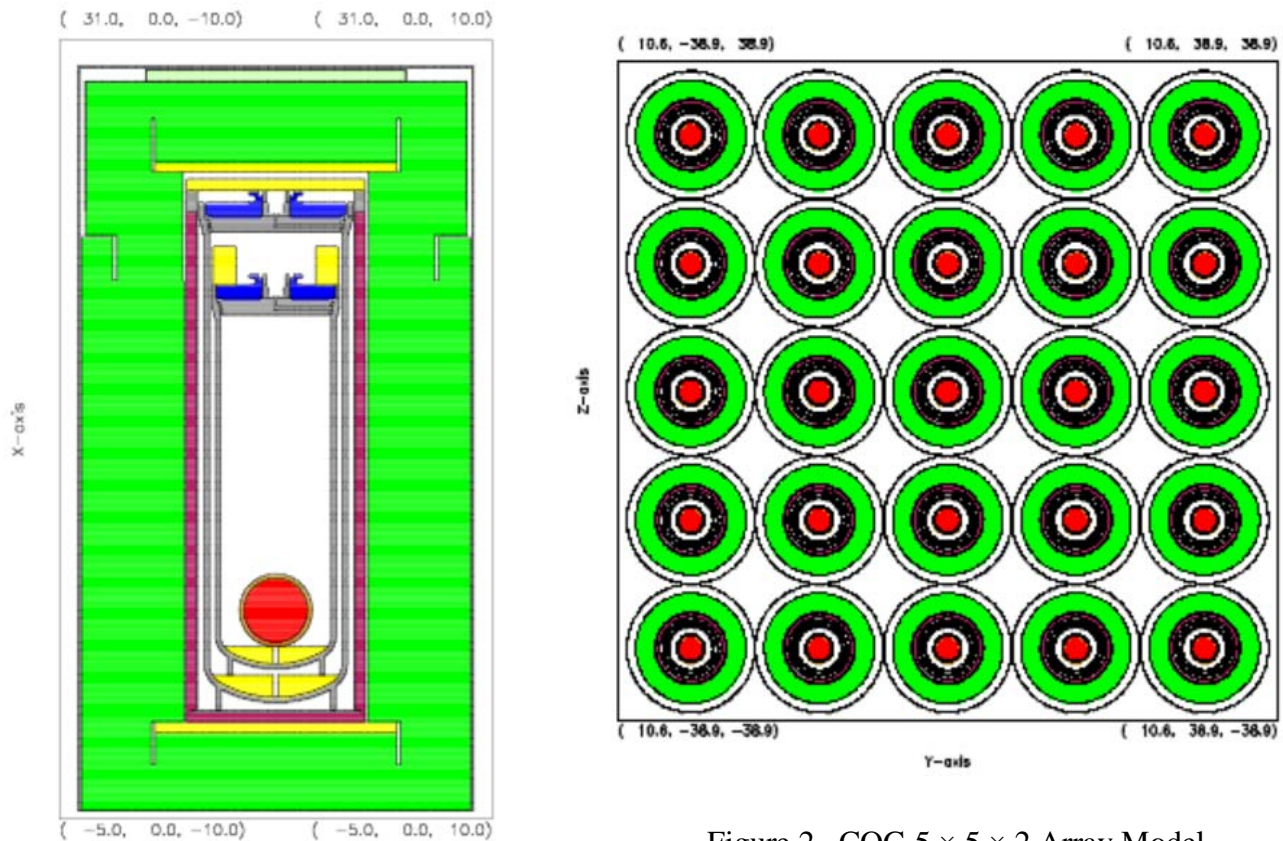 ( 31.0, 0.0, -10.0) ( 31.0, 0.0, 10.0)
X-axis
( -5.0, 0.0, -10.0) ( -5.0, 0.0, 10.0)
( 10.6, -38.9, 38.9) ( 10.6, 38.9, 38.9)
Z-axis
( 10.6, -38.9, -38.9) ( 10.6, 38.9, -38.9)
Y-axis
Figure 2. COG 5 × 5 × 2 Array Model